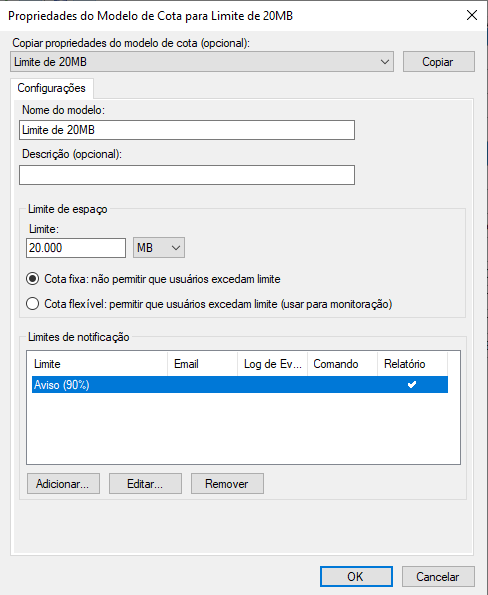 Propriedades do Modelo de Cota para Limite de 20MB
Copiar propriedades do modelo de cota (opcional):
Limite de 20MB
Copiar
Configurações
Nome do modelo:
Limite de 20MB
Descrição (opcional):
Limite de espaço
Limite:
20.000 MB
Cota fixa: não permitir que usuários excedam limite
Cota flexível: permitir que usuários excedam limite (usar para monitoração)
Limites de notificação
Limite Email Log de Ev... Comando Relatório
Aviso (90%)
Adicionar... Editar... Remover
OK Cancelar